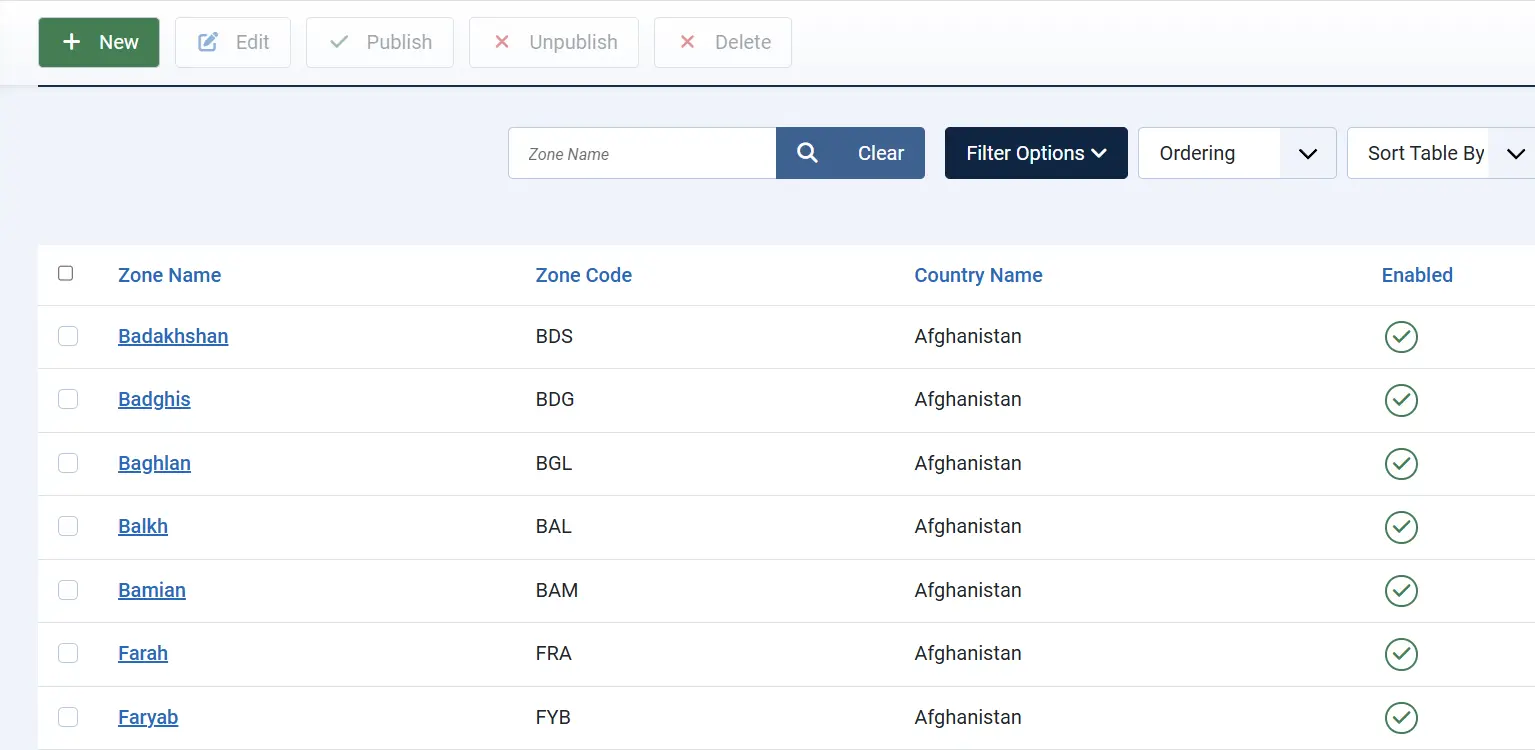 New Edit Publish Unpublish Delete
Zone Name Clear Filter Options Ordering Sort Table By
Zone Name Zone Code Country Name Enabled
Badakhshan BDS Afghanistan
Badghis BDG Afghanistan
Baghlan BGL Afghanistan
Balkh BAL Afghanistan
Bamian BAM Afghanistan
Farah FRA Afghanistan
Faryab FYB Afghanistan